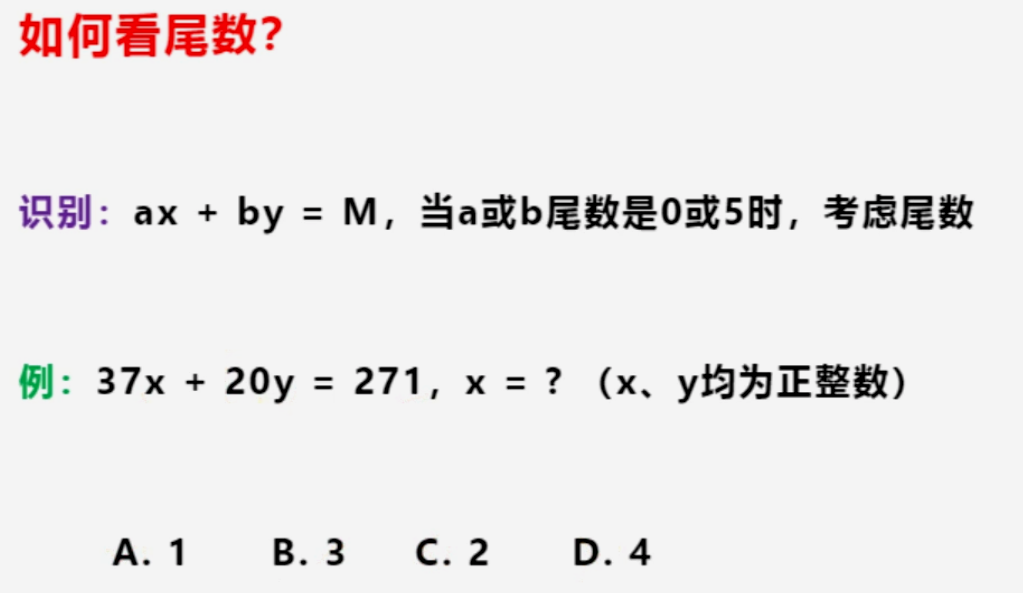 如何看尾数?
识别：ax + by = M，当a或b尾数是0或5时，考虑尾数
例：37x + 20y = 271，x = ？（x、y均为正整数）
A. 1 B. 3 C. 2 D. 4